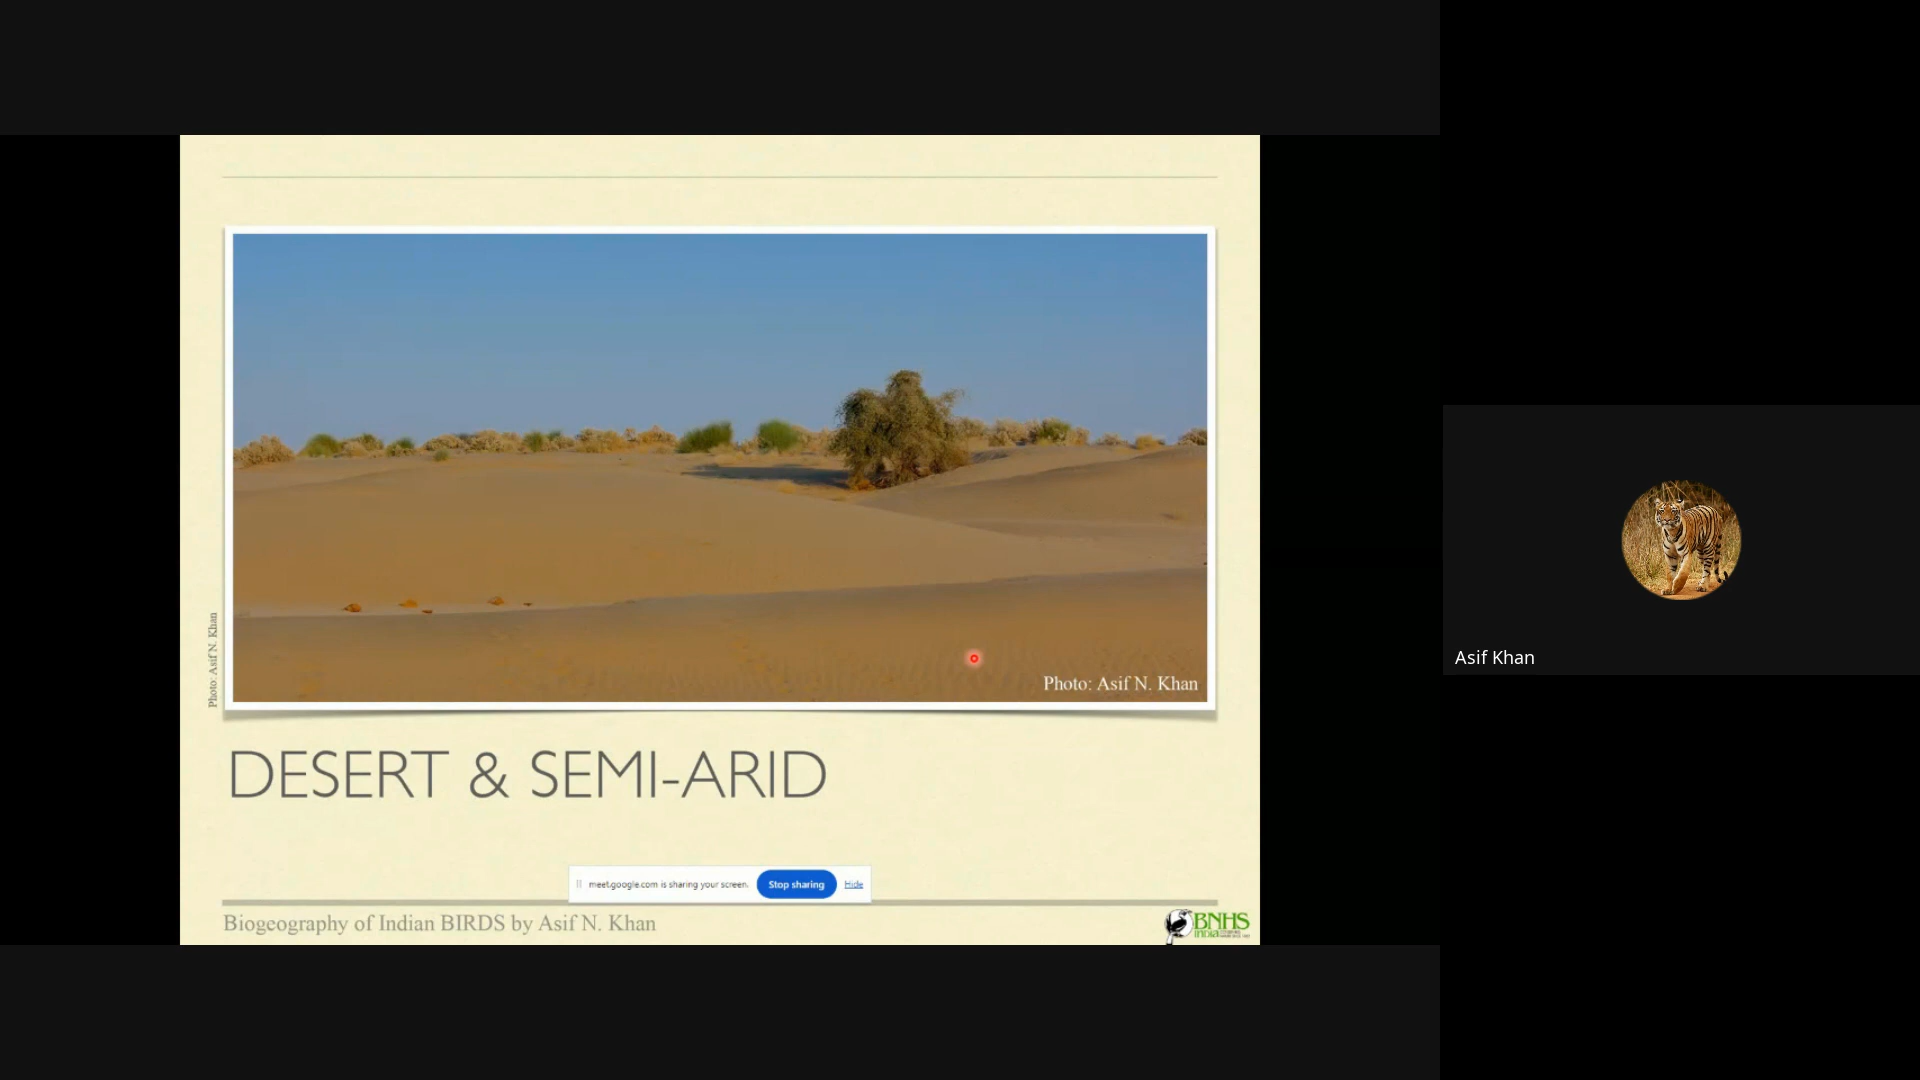 Photo: Asif N. Khan
Photo: Asif N. Khan
DESERT & SEMI-ARID
meet.google.com is sharing your screen.
Stop sharing
Hide
Biogeography of Indian BIRDS by Asif N. Khan
BNHS
India
Asif Khan